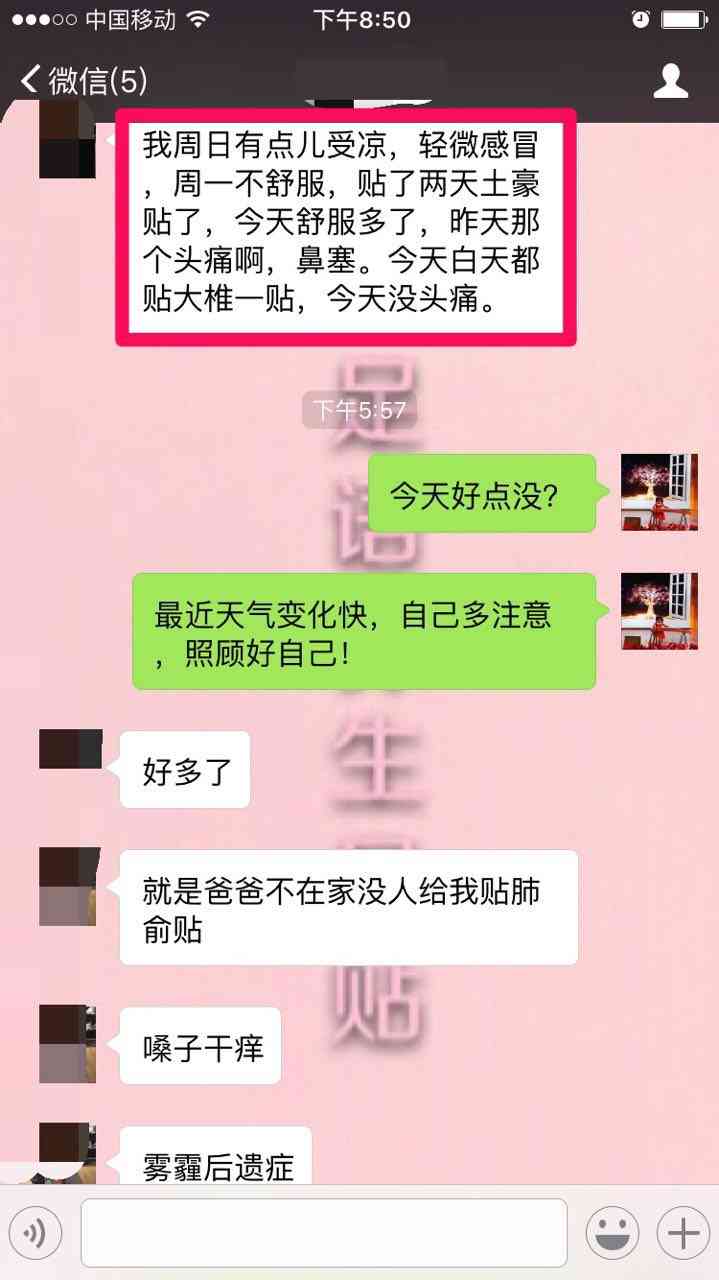 中国移动 下午8:50
微信(5)
我周日有点儿受凉，轻微感冒
，周一不舒服，贴了两天土豪
贴了，今天舒服多了，昨天那
个头痛啊，鼻塞。今天白天都
贴大椎一贴，今天没头痛。
足
下午5:57
今天好点没？
话
最近天气变化快，自己多注意
，照顾好自己！
生
好多了
就是爸爸不在家没人给我贴肺
俞贴
贴
嗓子干痒
雾霾后遗症